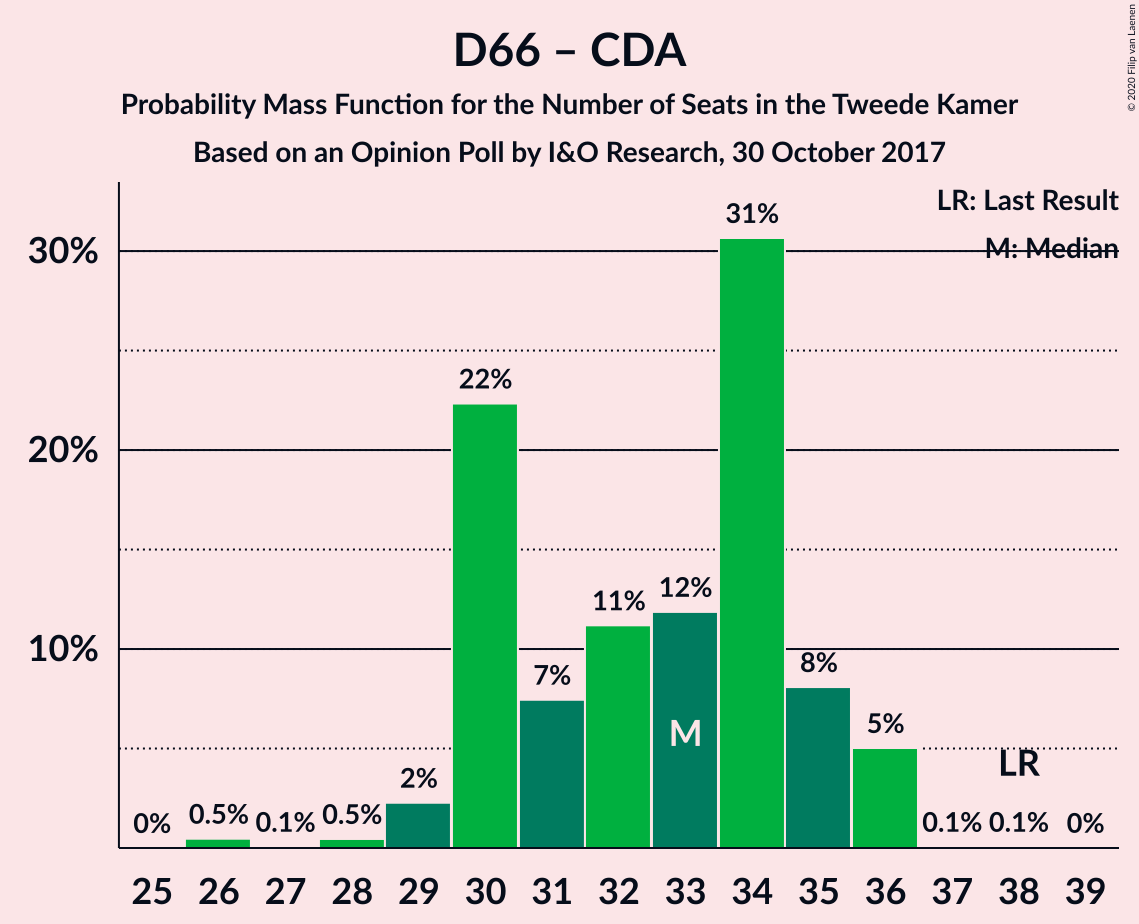 D66 – CDA
Probability Mass Function for the Number of Seats in the Tweede Kamer
Based on an Opinion Poll by I&O Research, 30 October 2017
© 2020 Filip van Laenen
LR: Last Result
M: Median
30%
20%
10%
0%
0.5%
0.1%
0.5%
2%
22%
7%
11%
12%
31%
8%
5%
0.1%
0.1%
0%
M
LR
25 26 27 28 29 30 31 32 33 34 35 36 37 38 39